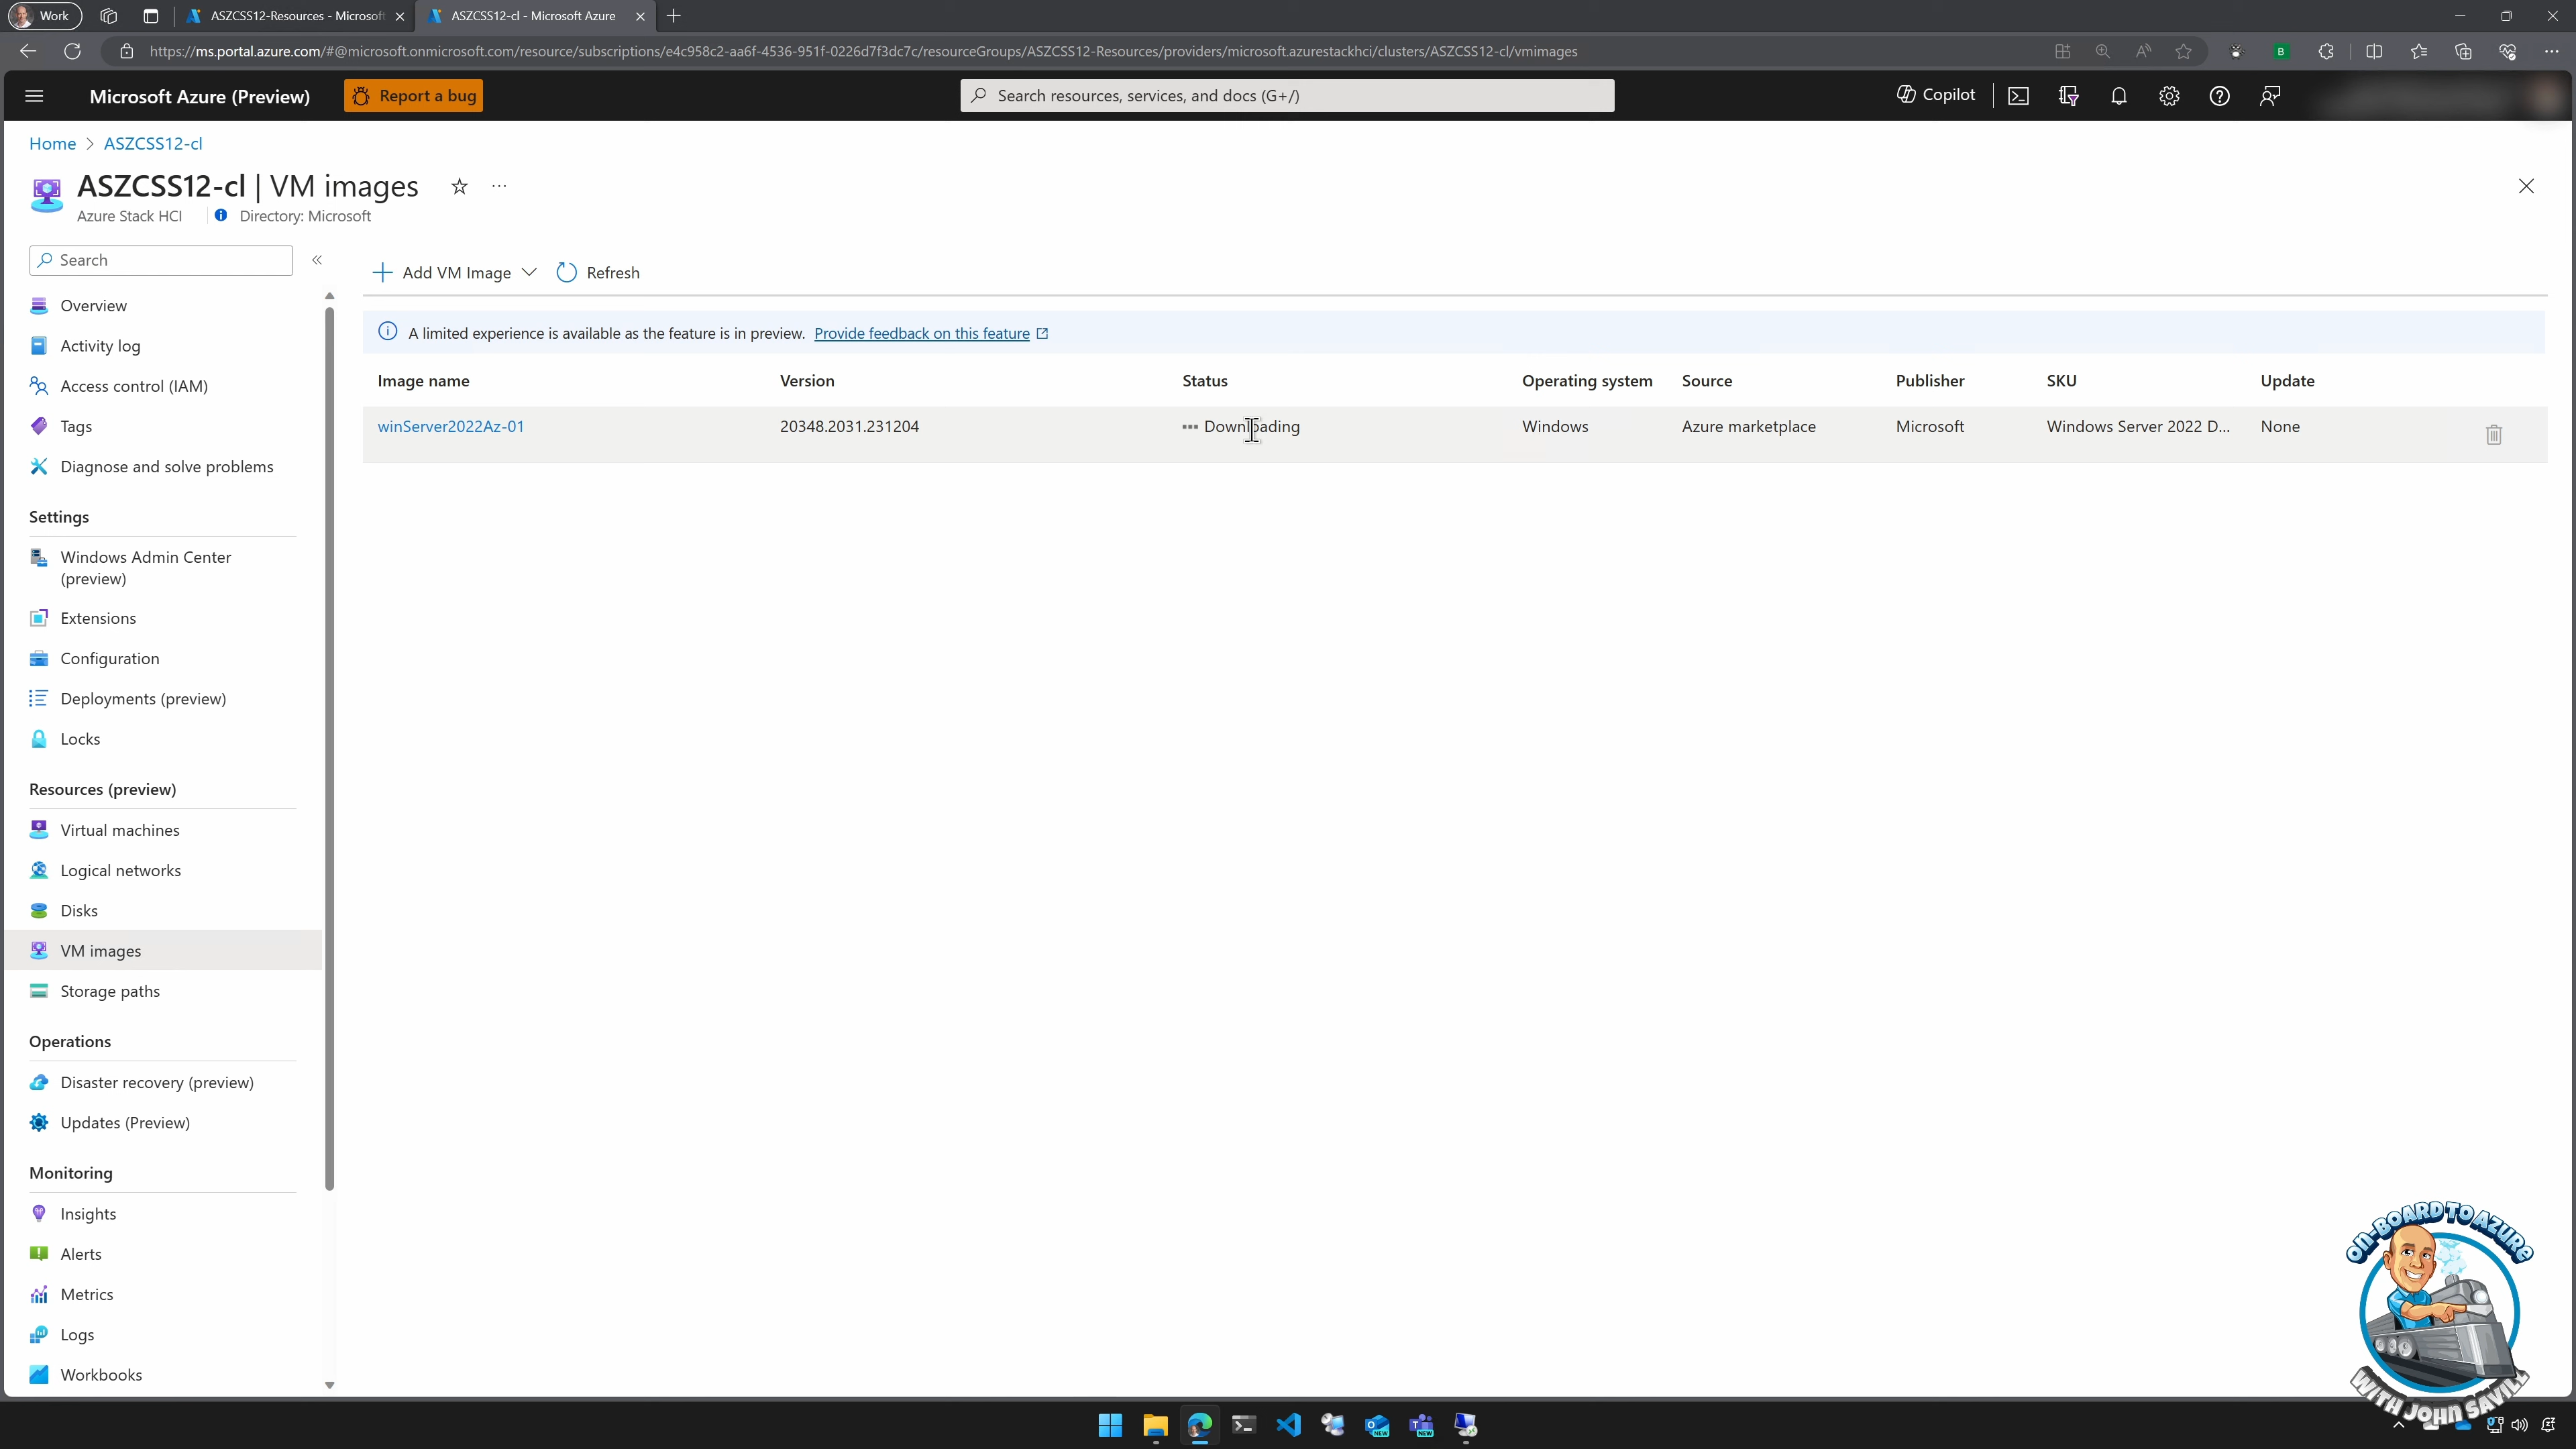 Work
ASZCSS12-Resources - Microsoft
ASZCSS12-cl - Microsoft Azure
https://ms.portal.azure.com/#@microsoft.onmicrosoft.com/resource/subscriptions/e4c958c2-aa6f-4536-951f-0226d7f3dc7c/resourceGroups/ASZCSS12-Resources/providers/microsoft.azurestackhci/clusters/ASZCSS12-cl/vmimages
Microsoft Azure (Preview)
Report a bug
Search resources, services, and docs (G+/)
Copilot
Home > ASZCSS12-cl
ASZCSS12-cl | VM images
Azure Stack HCI
Directory: Microsoft
Search
Add VM Image
Refresh
A limited experience is available as the feature is in preview. Provide feedback on this feature
Image name Version Status Operating system Source Publisher SKU Update
winServer2022Az-01 20348.2031.231204 Downloading Windows Azure marketplace Microsoft Windows Server 2022 D... None
Overview
Activity log
Access control (IAM)
Tags
Diagnose and solve problems
Settings
Windows Admin Center
(preview)
Extensions
Configuration
Deployments (preview)
Locks
Resources (preview)
Virtual machines
Logical networks
Disks
VM images
Storage paths
Operations
Disaster recovery (preview)
Updates (Preview)
Monitoring
Insights
Alerts
Metrics
Logs
Workbooks
ON-BOARD TO AZURE
WITH JOHN SAVILL